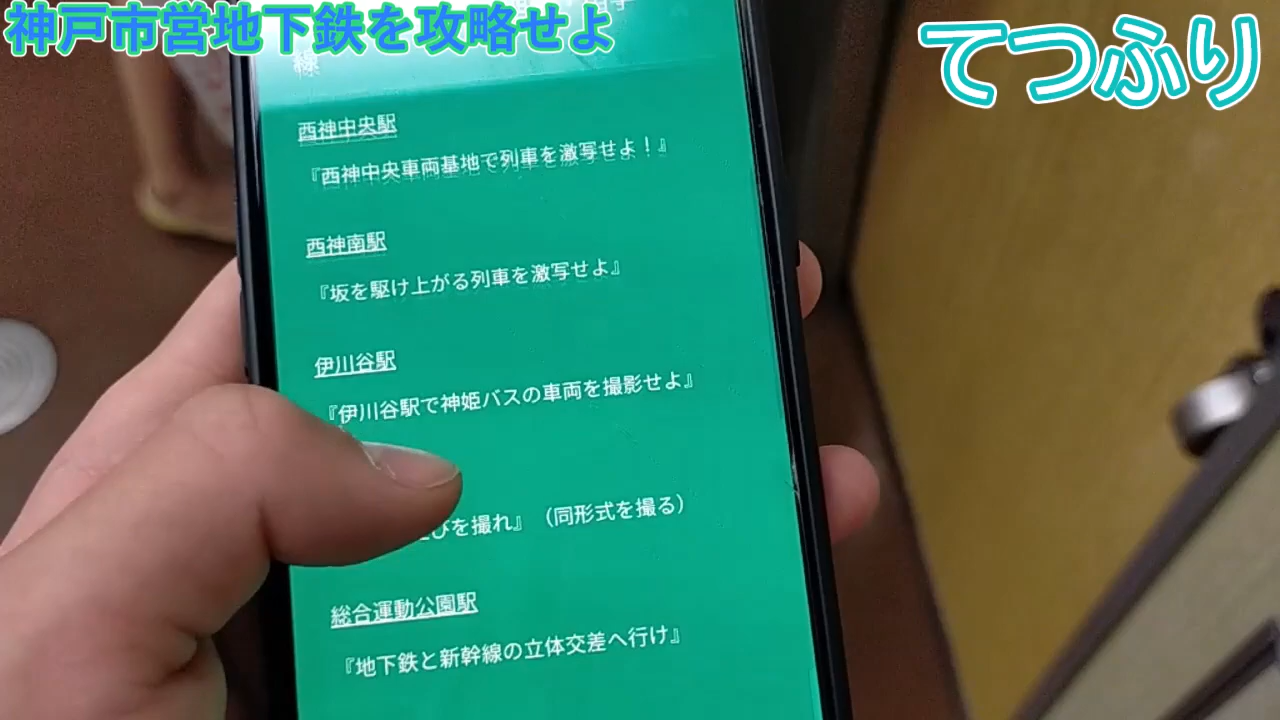 神戸市営地下鉄を攻略せよ
てつふり
線
西神中央駅
『西神中央車両基地で列車を激写せよ！』
西神南駅
『坂を駆け上がる列車を激写せよ』
伊川谷駅
『伊川谷駅で神姫バスの車両を撮影せよ』
びを撮れ』（同形式を撮る）
総合運動公園駅
『地下鉄と新幹線の立体交差へ行け』